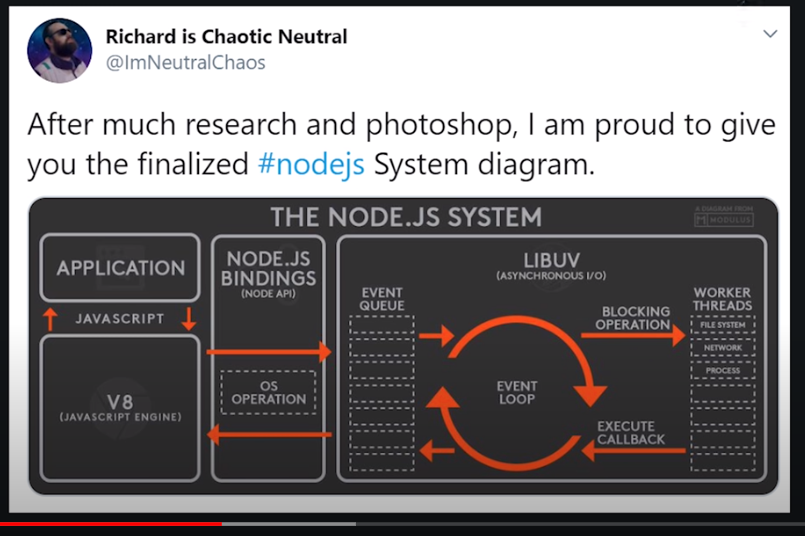 Richard is Chaotic Neutral
@ImNeutralChaos
After much research and photoshop, I am proud to give
you the finalized #nodejs System diagram.
THE NODE.JS SYSTEM
A DIAGRAM FROM
MODULUS
APPLICATION
JAVASCRIPT
V8
(JAVASCRIPT ENGINE)
NODE.JS
BINDINGS
(NODE API)
OS
OPERATION
LIBUV
(ASYNCHRONOUS I/O)
EVENT
QUEUE
EVENT
LOOP
BLOCKING
OPERATION
EXECUTE
CALLBACK
WORKER
THREADS
FILE SYSTEM
NETWORK
PROCESS